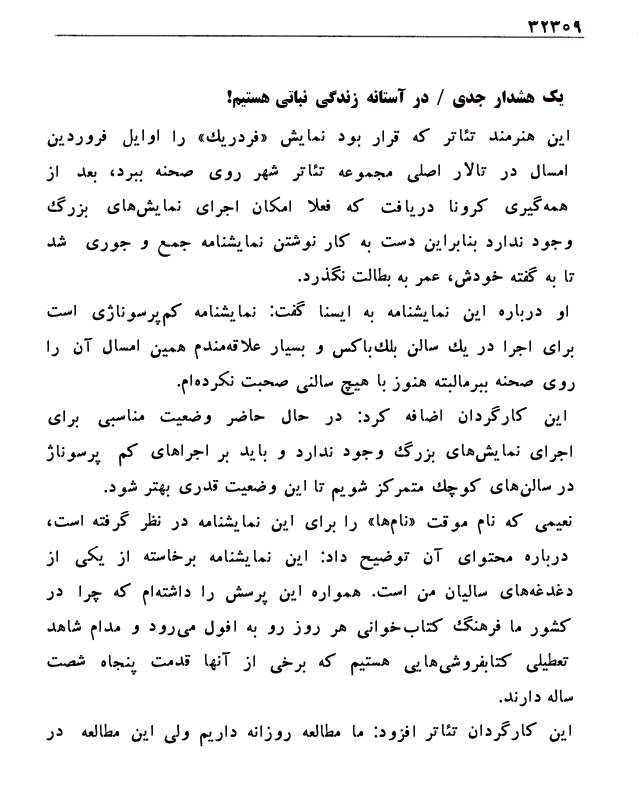 ۳۲۳۰۹
یک هشدار جدی / در آستانه زندگی نباتی هستیم!
این هنرمند تئاتر که قرار بود نمایش «فردریك» را اوایل فروردین
امسال در تالار اصلی مجموعه تئاتر شهر روی صحنه ببرد، بعد از
همه‌گیری کرونا دریافت که فعلا امکان اجرای نمایش‌های بزرگ
وجود ندارد بنابراین دست به کار نوشتن نمایشنامه جمع و جوری شد
تا به گفته خودش، عمر به بطالت نگذرد.
او درباره این نمایشنامه به ایسنا گفت: نمایشنامه کم‌پرسوناژی است
برای اجرا در یك سالن بلك‌باکس و بسیار علاقه‌مندم همین امسال آن را
روی صحنه ببرمالبته هنوز با هیچ سالنی صحبت نکرده‌ام.
این کارگردان اضافه کرد: در حال حاضر وضعیت مناسبی برای
اجرای نمایش‌های بزرگ وجود ندارد و باید بر اجراهای کم پرسوناژ
در سالن‌های کوچك متمرکز شویم تا این وضعیت قدری بهتر شود.
نعیمی که نام موقت «نام‌ها» را برای این نمایشنامه در نظر گرفته است،
درباره محتوای آن توضیح داد: این نمایشنامه برخاسته از یکی از
دغدغه‌های سالیان من است. همواره این پرسش را داشته‌ام که چرا در
کشور ما فرهنگ کتاب‌خوانی هر روز رو به افول می‌رود و مدام شاهد
تعطیلی کتابفروشی‌هایی هستیم که برخی از آنها قدمت پنجاه شصت
ساله دارند.
این کارگردان تئاتر افزود: ما مطالعه روزانه داریم ولی این مطالعه در